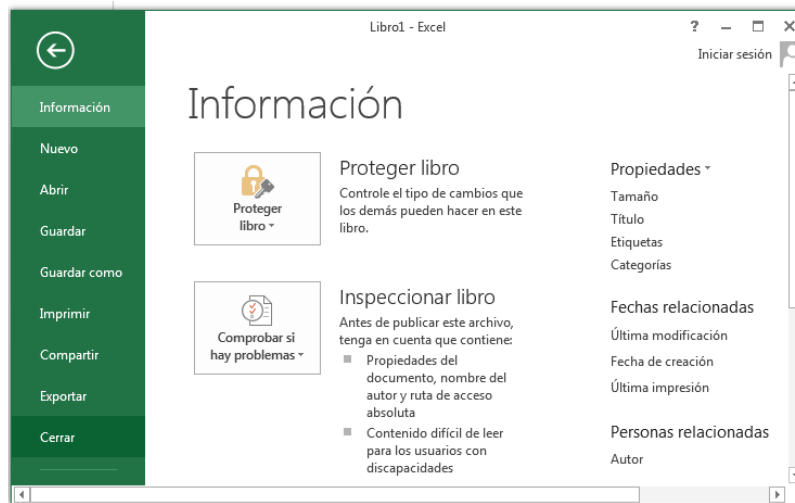 Libro1 - Excel
?
Iniciar sesión
Información
Nuevo
Abrir
Guardar
Guardar como
Imprimir
Compartir
Exportar
Cerrar
Información
Proteger
libro
Proteger libro
Controle el tipo de cambios que
los demás pueden hacer en este
libro.
Comprobar si
hay problemas
Inspeccionar libro
Antes de publicar este archivo,
tenga en cuenta que contiene:
Propiedades del
documento, nombre del
autor y ruta de acceso
absoluta
Contenido difícil de leer
para los usuarios con
discapacidades
Propiedades
Tamaño
Título
Etiquetas
Categorías
Fechas relacionadas
Última modificación
Fecha de creación
Última impresión
Personas relacionadas
Autor